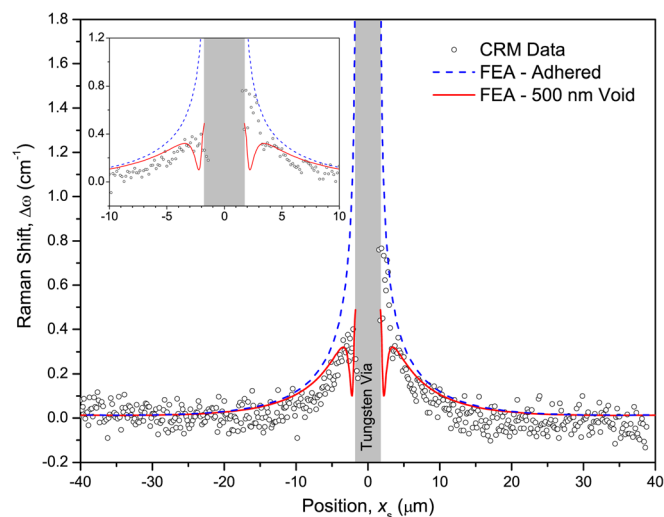 1.8
1.6
1.4
1.2
1.0
0.8
0.6
0.4
0.2
0.0
-0.2
Raman Shift, Δω (cm⁻¹)
1.2
0.8
0.4
0.0
-10 -5 0 5 10
CRM Data
FEA - Adhered
FEA - 500 nm Void
Tungsten Via
-40 -30 -20 -10 0 10 20 30 40
Position, xₛ (μm)